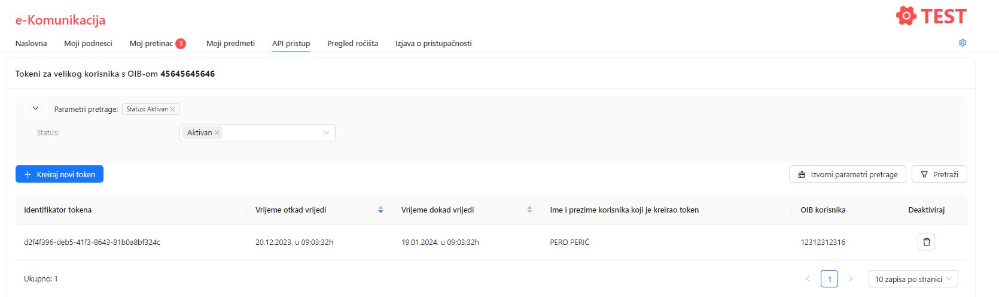 e-Komunikacija
TEST
Naslovna Moji podnesci Moj pretinac 3 Moji predmeti API pristup Pregled ročišta Izjava o pristupačnosti
Tokeni za velikog korisnika s OIB-om 45645645646
Parametri pretrage: Status: Aktivan
Status: Aktivan
Kreiraj novi token Izvorni parametri pretrage Pretraži
Identifikator tokena Vrijeme otkad vrijedi Vrijeme dokad vrijedi Ime i prezime korisnika koji je kreirao token OIB korisnika Deaktiviraj
d2f4f396-deb5-41f3-8643-81b0a8bf324c 20.12.2023. u 09:03:32h 19.01.2024. u 09:03:32h PERO PERIĆ 12312312316
Ukupno: 1 1 10 zapisa po stranici